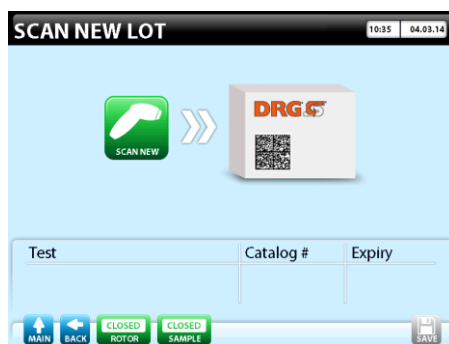 SCAN NEW LOT
10:35 04.03.14
SCAN NEW
DRG
Test Catalog # Expiry
MAIN BACK CLOSED ROTOR CLOSED SAMPLE SAVE